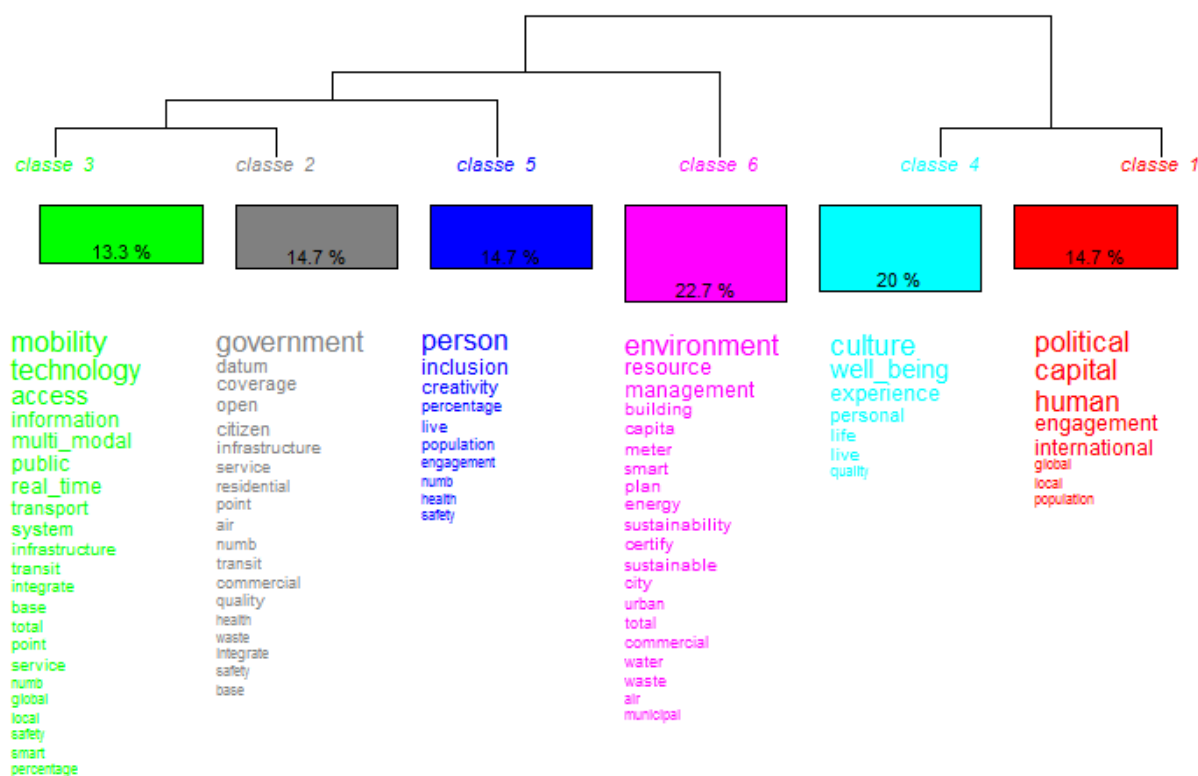 classe 3
classe 2
classe 5
classe 6
classe 4
classe 1
13.3 %
14.7 %
14.7 %
22.7 %
20 %
14.7 %
mobility
technology
access
information
multi_modal
public
real_time
transport
system
infrastructure
transit
integrate
base
total
point
service
numb
global
local
safety
smart
percentage
government
datum
coverage
open
citizen
infrastructure
service
residential
point
air
numb
transit
commercial
quality
health
waste
integrate
safety
base
person
inclusion
creativity
percentage
live
population
engagement
numb
health
safety
environment
resource
management
building
capita
meter
smart
plan
energy
sustainability
certify
sustainable
city
urban
total
commercial
water
waste
air
municipal
culture
well_being
experience
personal
life
live
quality
political
capital
human
engagement
international
global
local
population